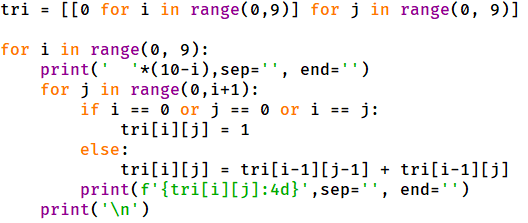 tri = [[0 for i in range(0,9)] for j in range(0, 9)]

for i in range(0, 9):
    print('  '*(10-i),sep='', end='')
    for j in range(0,i+1):
        if i == 0 or j == 0 or i == j:
            tri[i][j] = 1
        else:
            tri[i][j] = tri[i-1][j-1] + tri[i-1][j]
        print(f'{tri[i][j]:4d}',sep='', end='')
    print('\n')